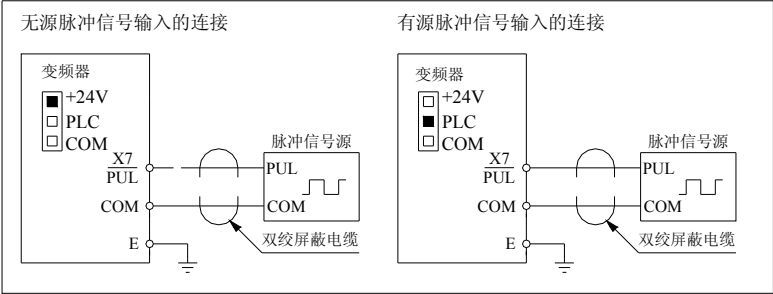 无源脉冲信号输入的连接
变频器
+24V
PLC
COM
X7
PUL
COM
E
脉冲信号源
PUL
COM
双绞屏蔽电缆
有源脉冲信号输入的连接
变频器
+24V
PLC
COM
X7
PUL
COM
E
脉冲信号源
PUL
COM
双绞屏蔽电缆